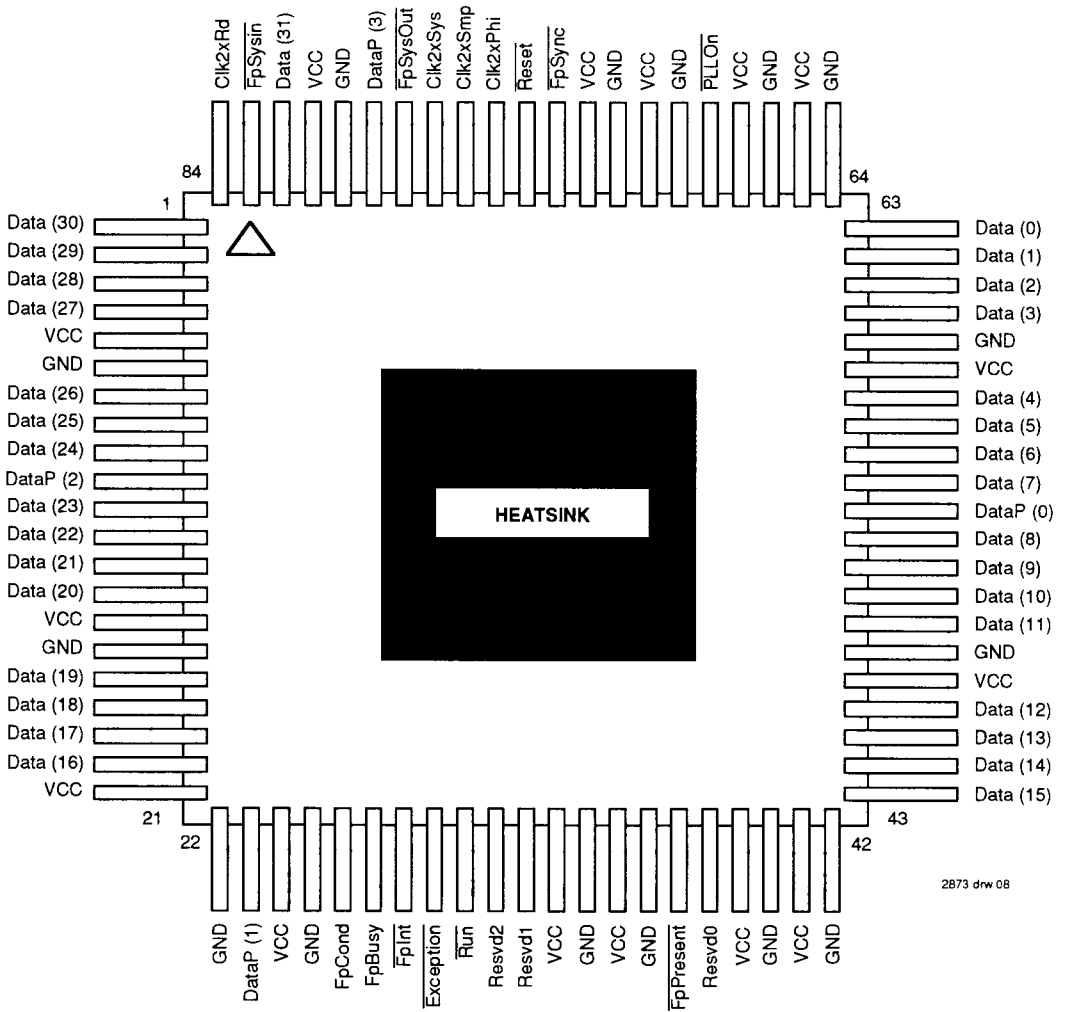 Clk2xRd
FpSysin
Data (31)
VCC
GND
DataP (3)
FpSysOut
Clk2xSys
Clk2xSmp
Clk2xPhi
Reset
FpSync
VCC
GND
VCC
GND
PLLOn
VCC
GND
VCC
GND
84
64
1
63
Data (30)
Data (29)
Data (28)
Data (27)
VCC
GND
Data (26)
Data (25)
Data (24)
DataP (2)
Data (23)
Data (22)
Data (21)
Data (20)
VCC
GND
Data (19)
Data (18)
Data (17)
Data (16)
VCC
HEATSINK
Data (0)
Data (1)
Data (2)
Data (3)
GND
VCC
Data (4)
Data (5)
Data (6)
Data (7)
DataP (0)
Data (8)
Data (9)
Data (10)
Data (11)
GND
VCC
Data (12)
Data (13)
Data (14)
Data (15)
21
43
22
42
GND
DataP (1)
VCC
GND
FpCond
FpBusy
FpInt
Exception
Run
Resvd2
Resvd1
VCC
GND
VCC
GND
FpPresent
Resvd0
VCC
GND
VCC
GND
2873 drw 08